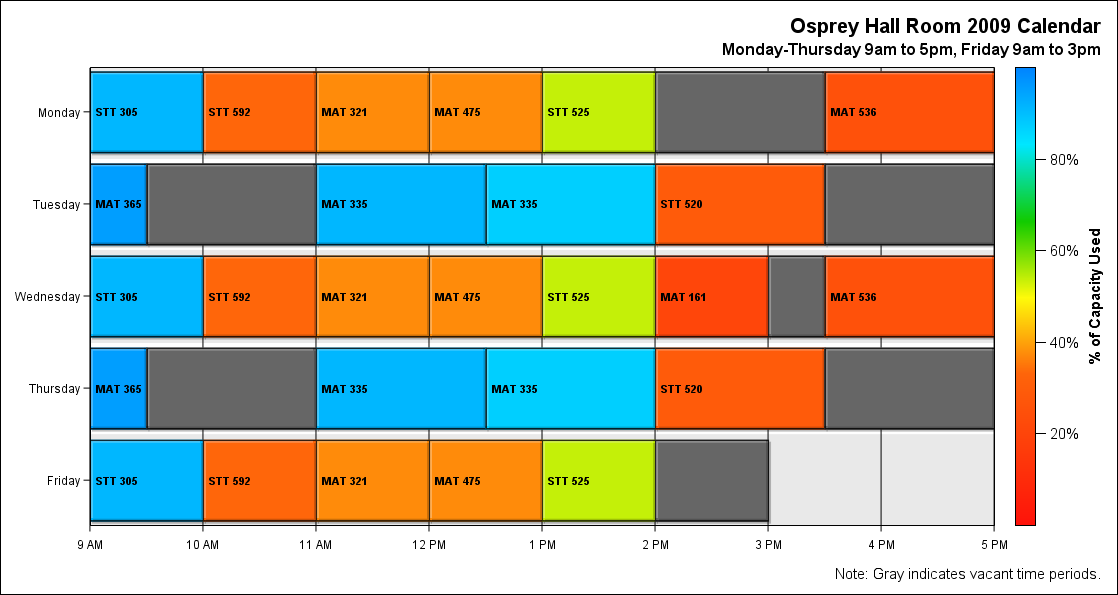 Osprey Hall Room 2009 Calendar
Monday-Thursday 9am to 5pm, Friday 9am to 3pm
Monday
STT 305 STT 592 MAT 321 MAT 475 STT 525 MAT 536
Tuesday
MAT 365 MAT 335 MAT 335 STT 520
Wednesday
STT 305 STT 592 MAT 321 MAT 475 STT 525 MAT 161 MAT 536
Thursday
MAT 365 MAT 335 MAT 335 STT 520
Friday
STT 305 STT 592 MAT 321 MAT 475 STT 525
9 AM 10 AM 11 AM 12 PM 1 PM 2 PM 3 PM 4 PM 5 PM
80%
60%
40%
20%
% of Capacity Used
Note: Gray indicates vacant time periods.